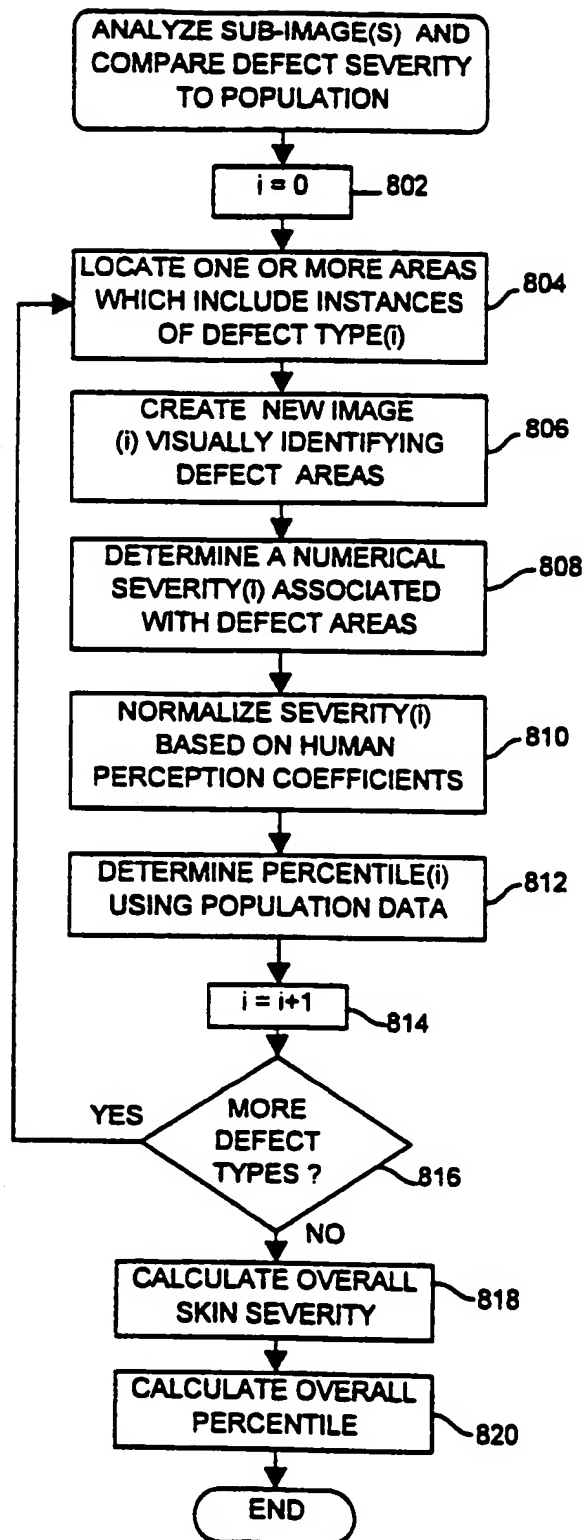 ANALYZE SUB-IMAGE(S) AND
COMPARE DEFECT SEVERITY
TO POPULATION
i = 0
802
LOCATE ONE OR MORE AREAS
WHICH INCLUDE INSTANCES
OF DEFECT TYPE(i)
804
CREATE NEW IMAGE
(i) VISUALLY IDENTIFYING
DEFECT AREAS
806
DETERMINE A NUMERICAL
SEVERITY(i) ASSOCIATED
WITH DEFECT AREAS
808
NORMALIZE SEVERITY(i)
BASED ON HUMAN
PERCEPTION COEFFICIENTS
810
DETERMINE PERCENTILE(i)
USING POPULATION DATA
812
i = i+1
814
YES
MORE
DEFECT
TYPES ?
816
NO
CALCULATE OVERALL
SKIN SEVERITY
818
CALCULATE OVERALL
PERCENTILE
820
END